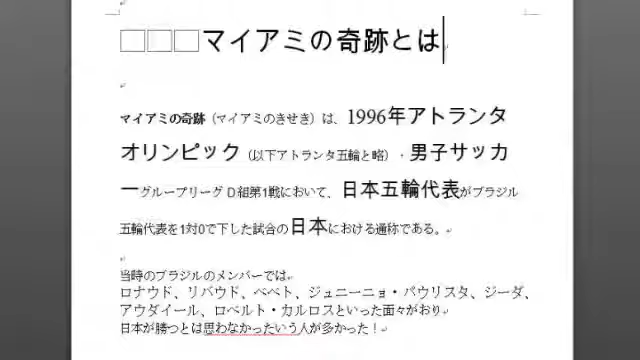 □□□マイアミの奇跡とは
マイアミの奇跡（マイアミのきせき）は、1996年アトランタ
オリンピック（以下アトランタ五輪と略）・男子サッカ
ーグループリーグD組第1戦において、日本五輪代表がブラジル
五輪代表を1対0で下した試合の日本における通称である。
当時のブラジルのメンバーでは
ロナウド、リバウド、ベベト、ジュニーニョ・パウリスタ、ジーダ、
アウダイール、ロベルト・カルロスといった面々がおり
日本が勝つとは思わなかったいう人が多かった！